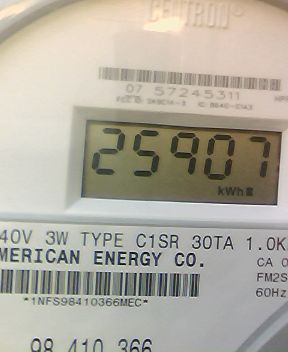 CENTRON®
07 57245311
25907
kWh
40V 3W TYPE C1SR 30TA 1.0K
MERICAN ENERGY CO.
CA 0
FM2S
60Hz
*1NFS98410366MEC*
98 410 366